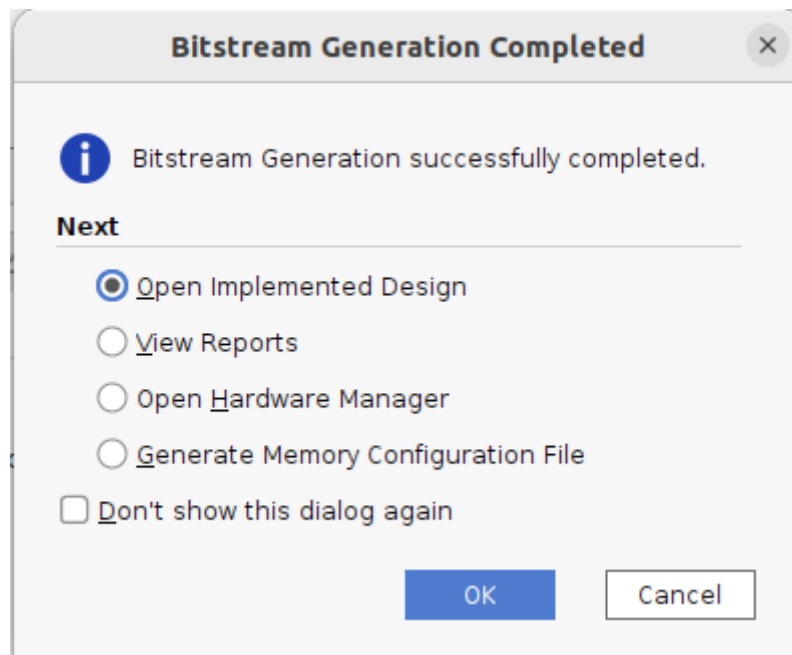 Bitstream Generation Completed
Bitstream Generation successfully completed.
Next
Open Implemented Design
View Reports
Open Hardware Manager
Generate Memory Configuration File
Don't show this dialog again
OK
Cancel